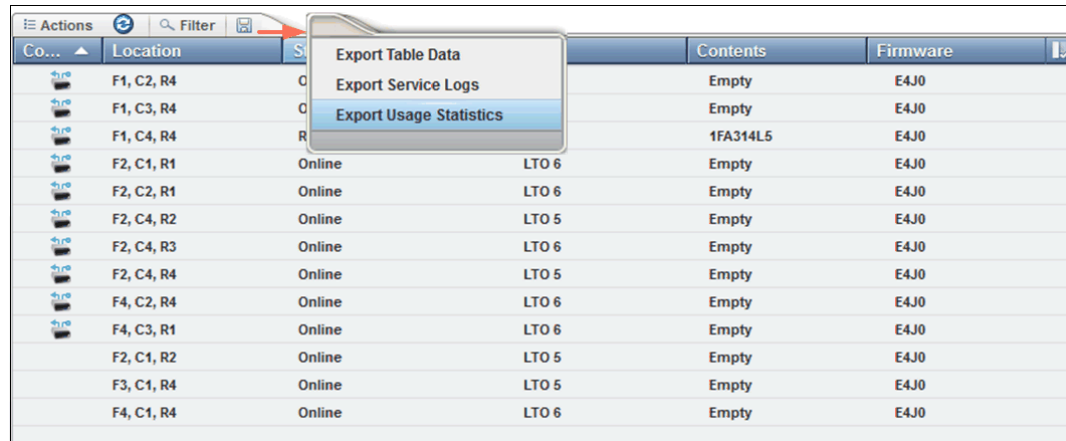 Actions Filter
Co... Location S Contents Firmware
Export Table Data
Export Service Logs
Export Usage Statistics
F1, C2, R4 O Empty E4J0
F1, C3, R4 O Empty E4J0
F1, C4, R4 R 1FA314L5 E4J0
F2, C1, R1 Online LTO 6 Empty E4J0
F2, C2, R1 Online LTO 6 Empty E4J0
F2, C4, R2 Online LTO 5 Empty E4J0
F2, C4, R3 Online LTO 6 Empty E4J0
F2, C4, R4 Online LTO 5 Empty E4J0
F4, C2, R4 Online LTO 6 Empty E4J0
F4, C3, R1 Online LTO 6 Empty E4J0
F2, C1, R2 Online LTO 5 Empty E4J0
F3, C1, R4 Online LTO 5 Empty E4J0
F4, C1, R4 Online LTO 6 Empty E4J0